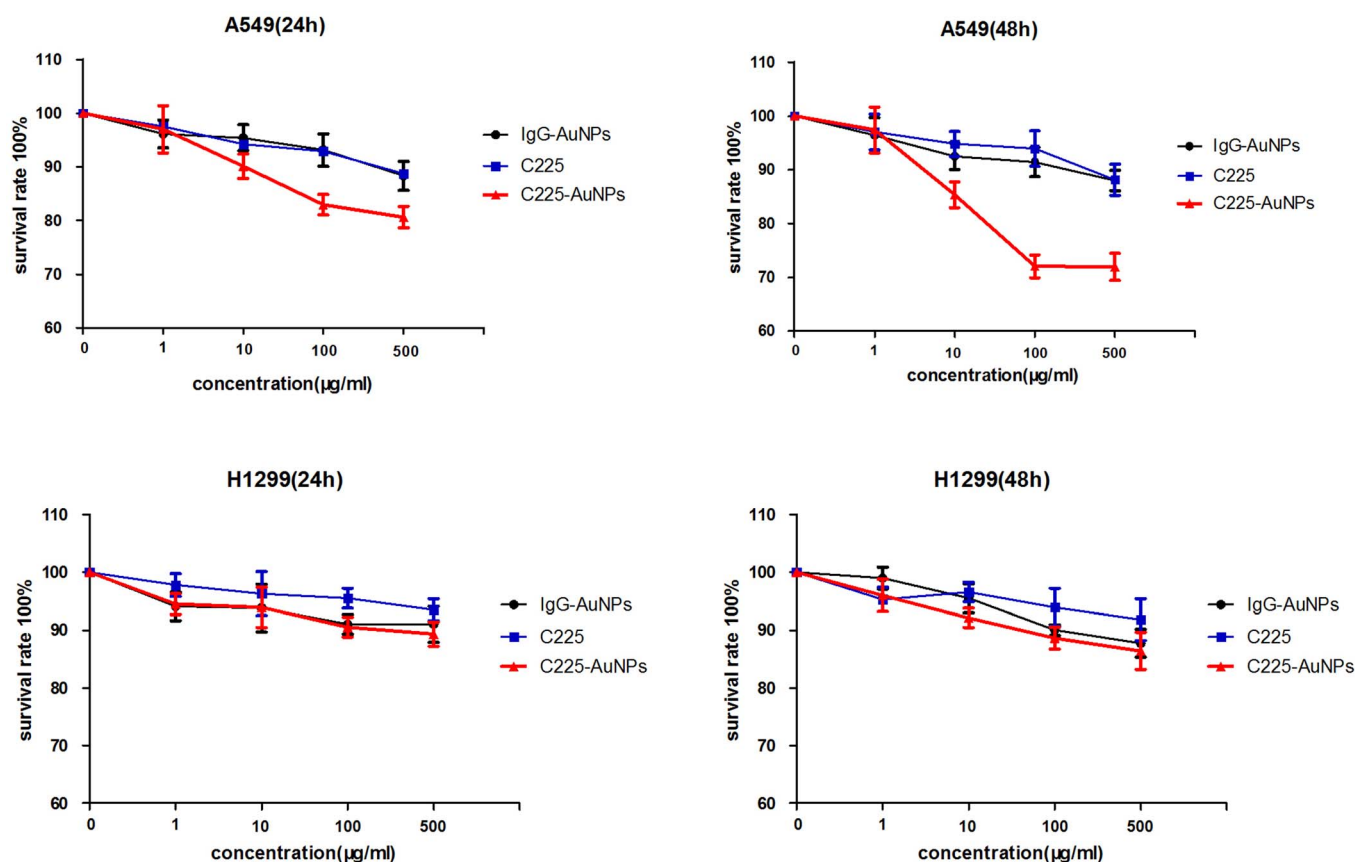 A549(24h)
survival rate 100%
110
100
90
80
70
60
0 1 10 100 500
concentration(µg/ml)
IgG-AuNPs
C225
C225-AuNPs
A549(48h)
survival rate 100%
110
100
90
80
70
60
0 1 10 100 500
concentration(µg/ml)
IgG-AuNPs
C225
C225-AuNPs
H1299(24h)
survival rate 100%
110
100
90
80
70
60
0 1 10 100 500
concentration(µg/ml)
IgG-AuNPs
C225
C225-AuNPs
H1299(48h)
survival rate 100%
110
100
90
80
70
60
0 1 10 100 500
concentration(µg/ml)
IgG-AuNPs
C225
C225-AuNPs